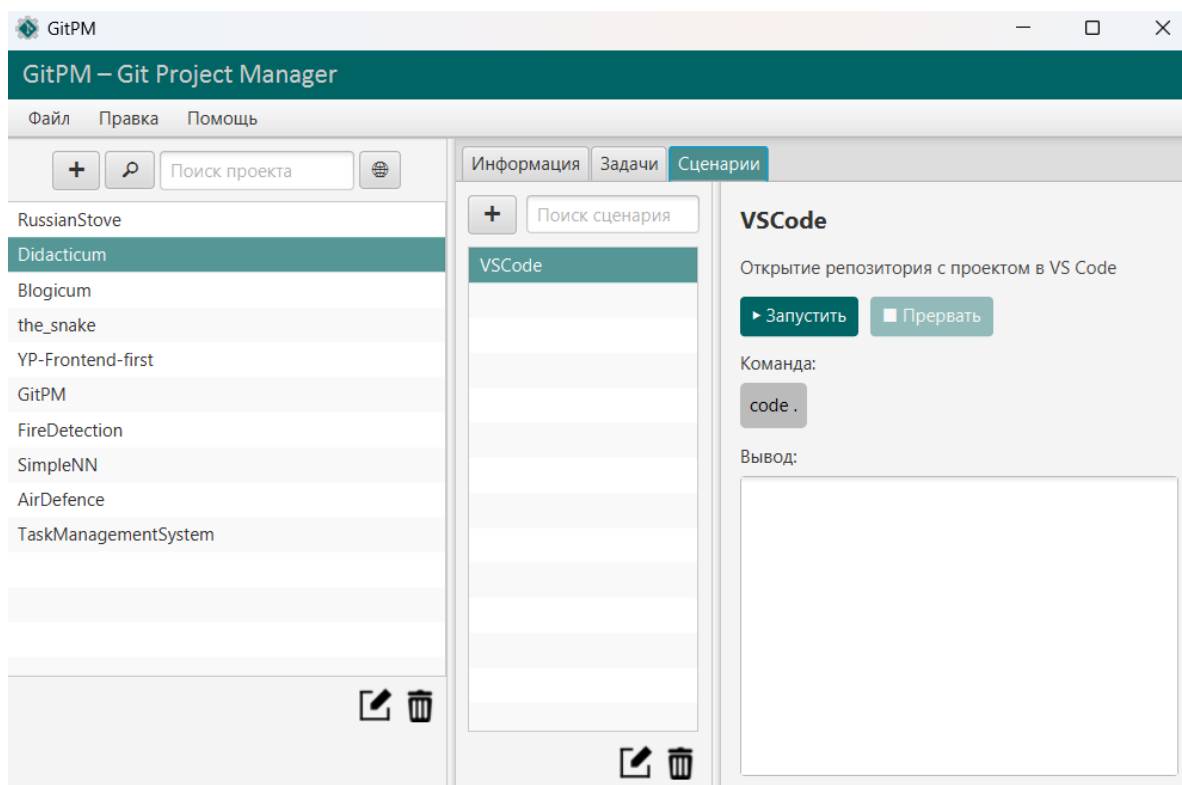 GitPM
GitPM – Git Project Manager
Файл Правка Помощь
+ Поиск проекта
RussianStove
Didacticum
Blogicum
the_snake
YP-Frontend-first
GitPM
FireDetection
SimpleNN
AirDefence
TaskManagementSystem
Информация Задачи Сценарии
+ Поиск сценария
VSCode
VSCode
Открытие репозитория с проектом в VS Code
Запустить Прервать
Команда:
code .
Вывод: